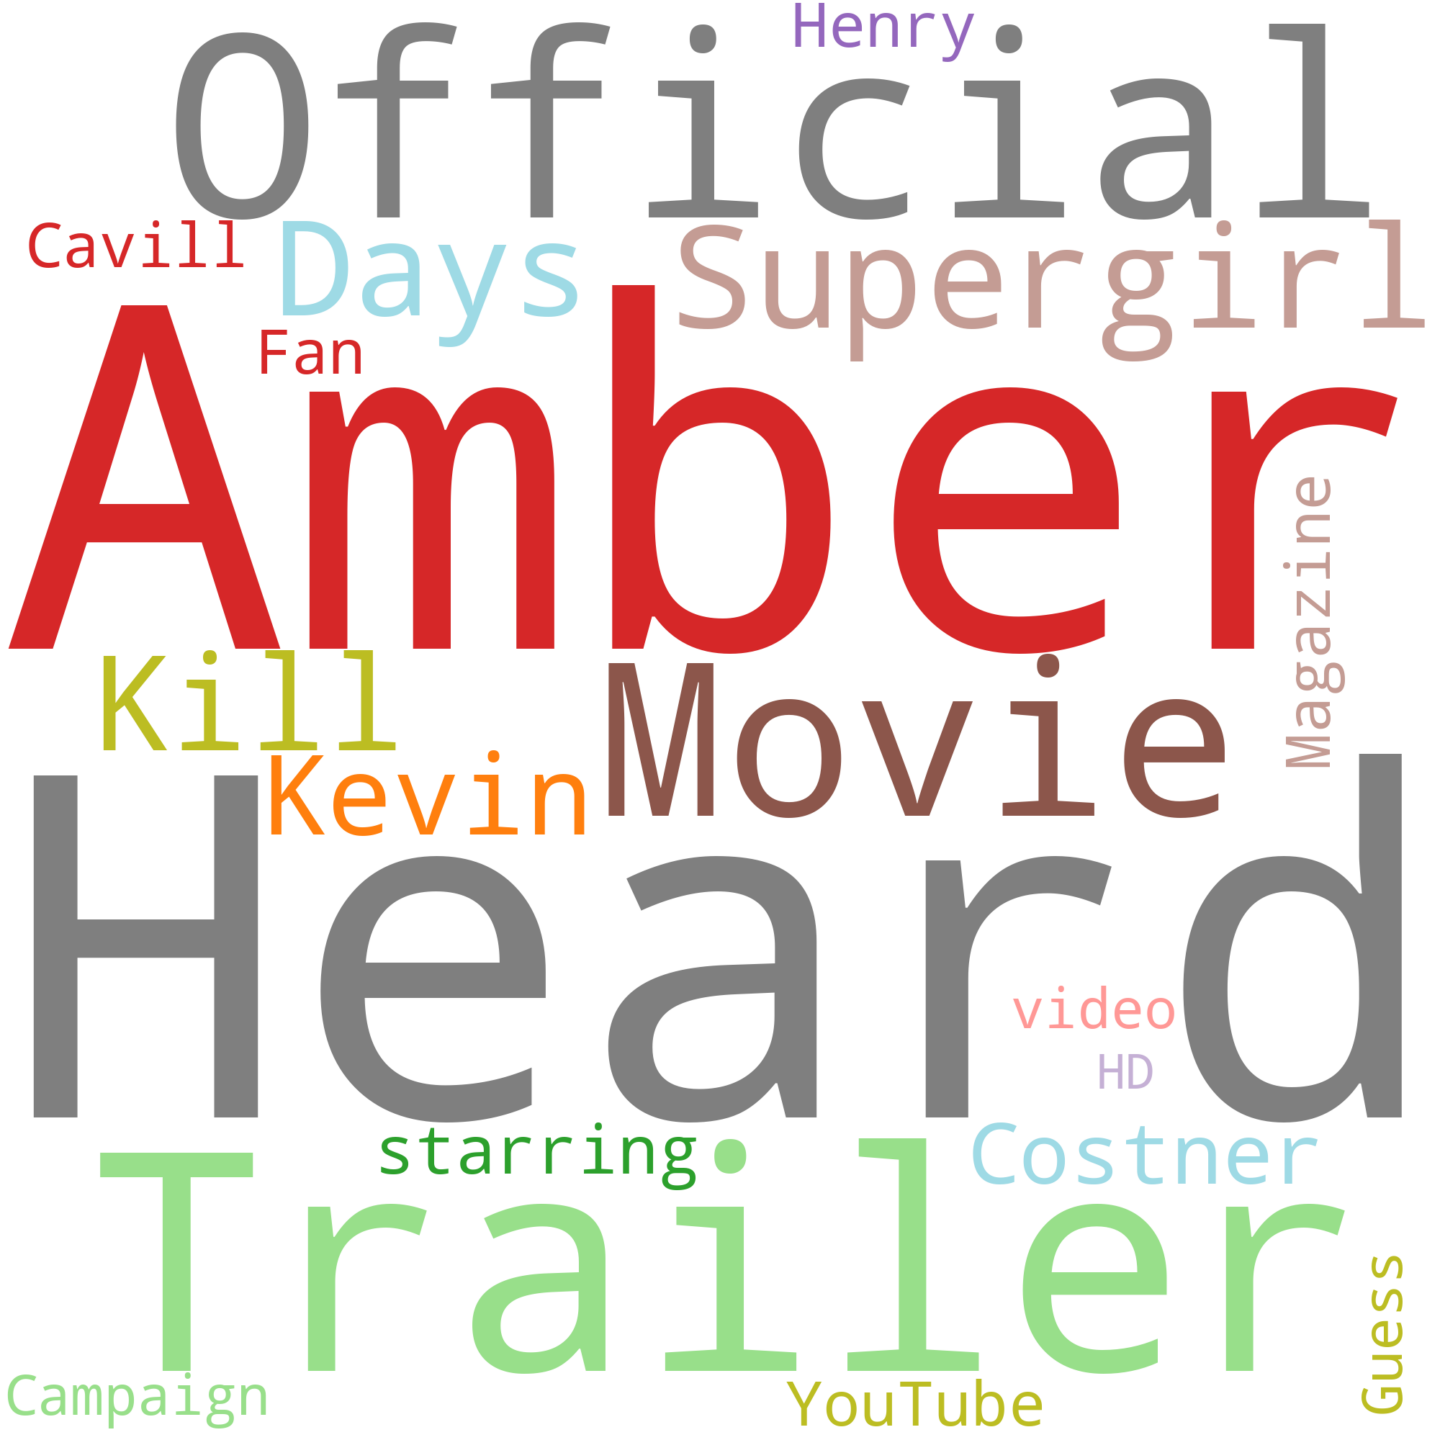 Henry
Official
Cavill
Days
Supergirl
Fan
Amber
Magazine
Kill
Movie
Kevin
Heard
video
HD
starring
Costner
Trailer
Guess
Campaign
YouTube